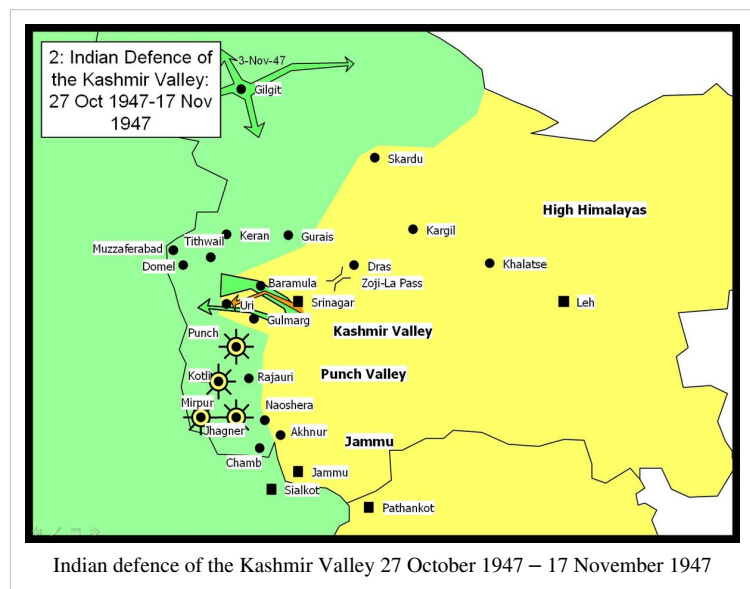 2: Indian Defence of
the Kashmir Valley:
27 Oct 1947-17 Nov
1947
3-Nov-47
Gilgit
Skardu
High Himalayas
Keran
Gurais
Kargil
Tithwail
Muzzaferabad
Domel
Dras
Khalatse
Baramula
Zoji-La Pass
Uri
Srinagar
Leh
Gulmarg
Kashmir Valley
Punch
Punch Valley
Kotli
Rajauri
Mirpur
Naoshera
Jhagner
Akhnur
Jammu
Chamb
Jammu
Sialkot
Pathankot
Indian defence of the Kashmir Valley 27 October 1947 – 17 November 1947